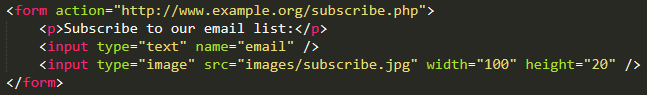 <form action="http://www.example.org/subscribe.php">
    <p>Subscribe to our email list:</p>
    <input type="text" name="email" />
    <input type="image" src="images/subscribe.jpg" width="100" height="20" />
</form>